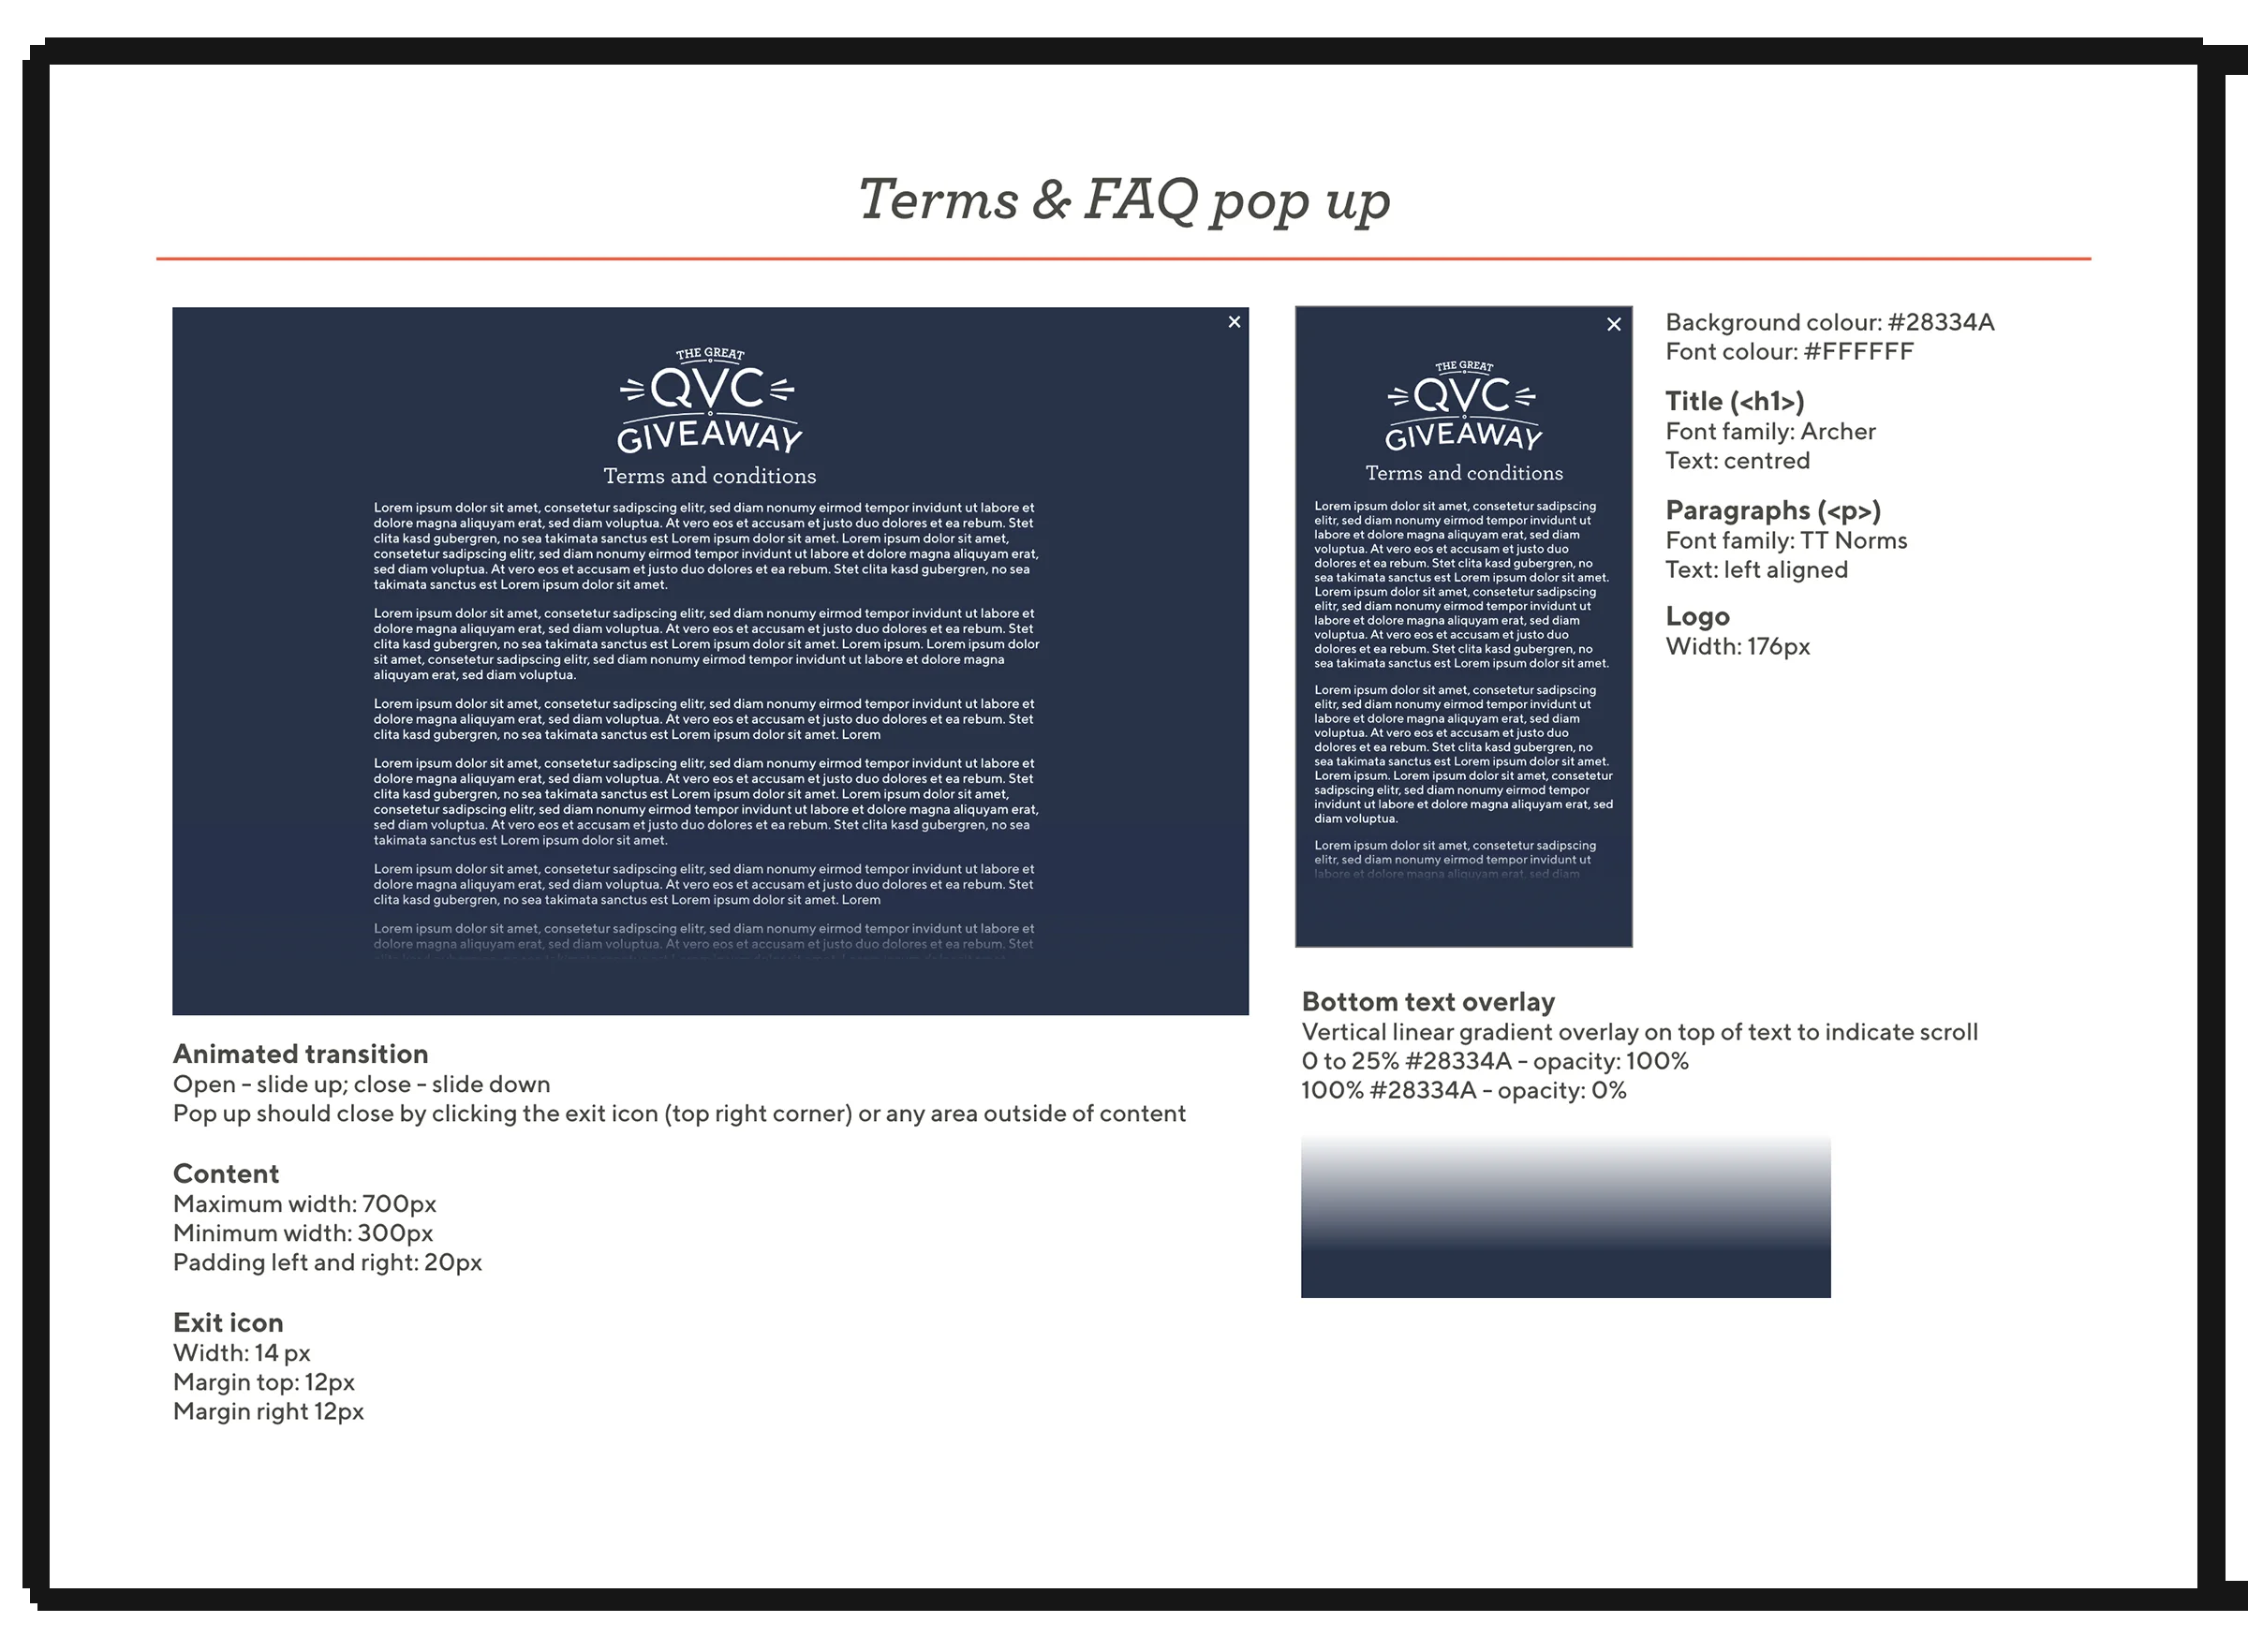 Terms & FAQ pop up
×
THE GREAT
QVC
GIVEAWAY
Terms and conditions
Lorem ipsum dolor sit amet, consetetur sadipscing elitr, sed diam nonumy eirmod tempor invidunt ut labore et
dolore magna aliquyam erat, sed diam voluptua. At vero eos et accusam et justo duo dolores et ea rebum. Stet
clita kasd gubergren, no sea takimata sanctus est Lorem ipsum dolor sit amet. Lorem ipsum dolor sit amet,
consetetur sadipscing elitr, sed diam nonumy eirmod tempor invidunt ut labore et dolore magna aliquyam erat,
sed diam voluptua. At vero eos et accusam et justo duo dolores et ea rebum. Stet clita kasd gubergren, no sea
takimata sanctus est Lorem ipsum dolor sit amet.
Lorem ipsum dolor sit amet, consetetur sadipscing elitr, sed diam nonumy eirmod tempor invidunt ut labore et
dolore magna aliquyam erat, sed diam voluptua. At vero eos et accusam et justo duo dolores et ea rebum. Stet
clita kasd gubergren, no sea takimata sanctus est Lorem ipsum dolor sit amet. Lorem ipsum. Lorem ipsum dolor
sit amet, consetetur sadipscing elitr, sed diam nonumy eirmod tempor invidunt ut labore et dolore magna
aliquyam erat, sed diam voluptua.
Lorem ipsum dolor sit amet, consetetur sadipscing elitr, sed diam nonumy eirmod tempor invidunt ut labore et
dolore magna aliquyam erat, sed diam voluptua. At vero eos et accusam et justo duo dolores et ea rebum. Stet
clita kasd gubergren, no sea takimata sanctus est Lorem ipsum dolor sit amet. Lorem
Lorem ipsum dolor sit amet, consetetur sadipscing elitr, sed diam nonumy eirmod tempor invidunt ut labore et
dolore magna aliquyam erat, sed diam voluptua. At vero eos et accusam et justo duo dolores et ea rebum. Stet
clita kasd gubergren, no sea takimata sanctus est Lorem ipsum dolor sit amet. Lorem ipsum dolor sit amet,
consetetur sadipscing elitr, sed diam nonumy eirmod tempor invidunt ut labore et dolore magna aliquyam erat,
sed diam voluptua. At vero eos et accusam et justo duo dolores et ea rebum. Stet clita kasd gubergren, no sea
takimata sanctus est Lorem ipsum dolor sit amet.
Lorem ipsum dolor sit amet, consetetur sadipscing elitr, sed diam nonumy eirmod tempor invidunt ut labore et
dolore magna aliquyam erat, sed diam voluptua. At vero eos et accusam et justo duo dolores et ea rebum. Stet
clita kasd gubergren, no sea takimata sanctus est Lorem ipsum dolor sit amet. Lorem
Lorem ipsum dolor sit amet, consetetur sadipscing elitr, sed diam nonumy eirmod tempor invidunt ut labore et
dolore magna aliquyam erat, sed diam voluptua. At vero eos et accusam et justo duo dolores et ea rebum. Stet
×
THE GREAT
QVC
GIVEAWAY
Terms and conditions
Lorem ipsum dolor sit amet, consetetur sadipscing
elitr, sed diam nonumy eirmod tempor invidunt ut
labore et dolore magna aliquyam erat, sed diam
voluptua. At vero eos et accusam et justo duo
dolores et ea rebum. Stet clita kasd gubergren, no
sea takimata sanctus est Lorem ipsum dolor sit amet.
Lorem ipsum dolor sit amet, consetetur sadipscing
elitr, sed diam nonumy eirmod tempor invidunt ut
labore et dolore magna aliquyam erat, sed diam
voluptua. At vero eos et accusam et justo duo
dolores et ea rebum. Stet clita kasd gubergren, no
sea takimata sanctus est Lorem ipsum dolor sit amet.
Lorem ipsum dolor sit amet, consetetur sadipscing
elitr, sed diam nonumy eirmod tempor invidunt ut
labore et dolore magna aliquyam erat, sed diam
voluptua. At vero eos et accusam et justo duo
dolores et ea rebum. Stet clita kasd gubergren, no
sea takimata sanctus est Lorem ipsum dolor sit amet.
Lorem ipsum. Lorem ipsum dolor sit amet, consetetur
sadipscing elitr, sed diam nonumy eirmod tempor
invidunt ut labore et dolore magna aliquyam erat, sed
diam voluptua.
Lorem ipsum dolor sit amet, consetetur sadipscing
elitr, sed diam nonumy eirmod tempor invidunt ut
labore et dolore magna aliquyam erat, sed diam
Background colour: #28334A
Font colour: #FFFFFF
Title (<h1>)
Font family: Archer
Text: centred
Paragraphs (<p>)
Font family: TT Norms
Text: left aligned
Logo
Width: 176px
Animated transition
Open – slide up; close – slide down
Pop up should close by clicking the exit icon (top right corner) or any area outside of content
Content
Maximum width: 700px
Minimum width: 300px
Padding left and right: 20px
Exit icon
Width: 14 px
Margin top: 12px
Margin right 12px
Bottom text overlay
Vertical linear gradient overlay on top of text to indicate scroll
0 to 25% #28334A – opacity: 100%
100% #28334A – opacity: 0%